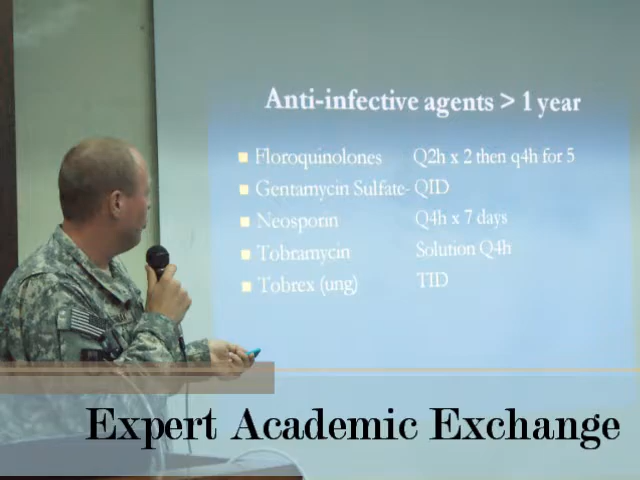 Anti-infective agents > 1 year
Floroquinolones Q2h x 2 then q4h for 5
Gentamycin Sulfate- QID
Neosporin Q4h x 7 days
Tobramycin Solution Q4h
Tobrex (ung) TID
Expert Academic Exchange